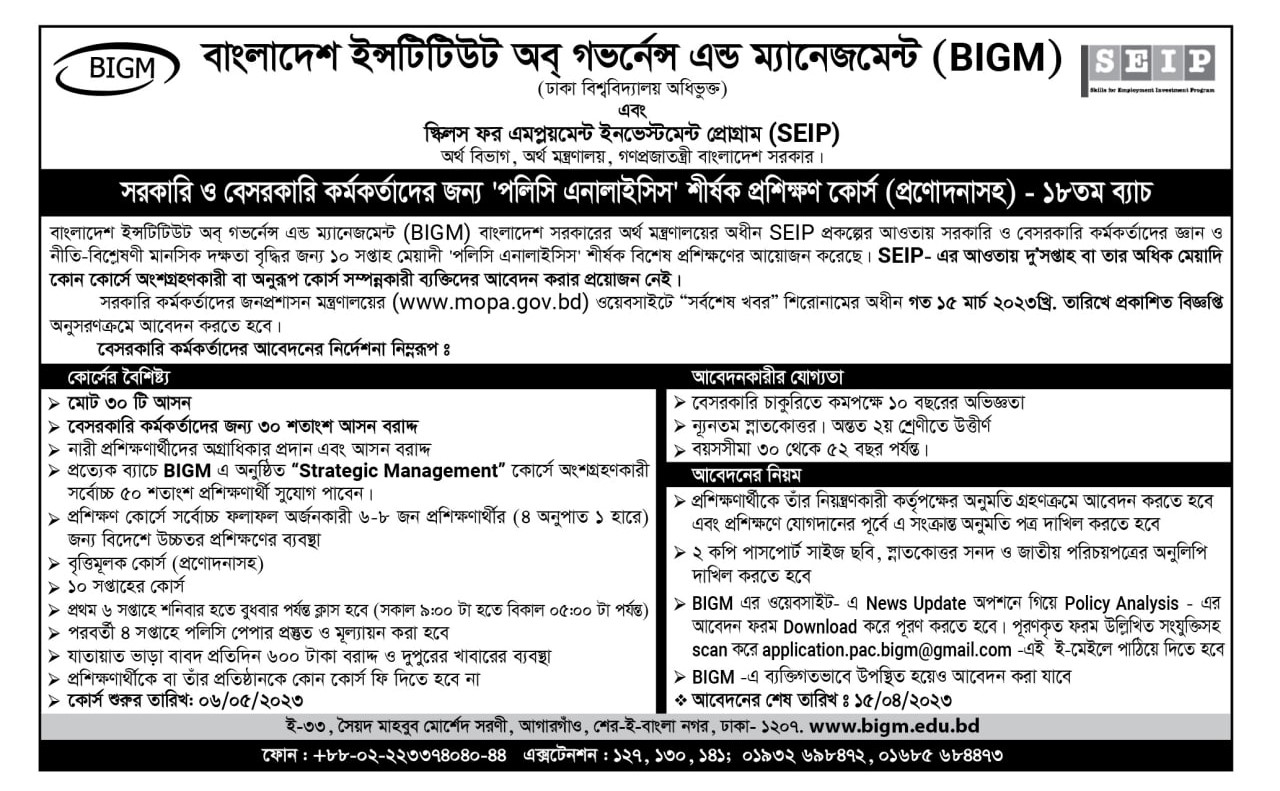 BIGM
বাংলাদেশ ইন্সটিটিউট অব্ গভর্নেন্স এন্ড ম্যানেজমেন্ট (BIGM)
SEIP
Skills for Employment Investment Program
(ঢাকা বিশ্ববিদ্যালয় অধিভুক্ত)
এবং
স্কিলস ফর এমপ্লয়মেন্ট ইনভেস্টমেন্ট প্রোগ্রাম (SEIP)
অর্থ বিভাগ, অর্থ মন্ত্রণালয়, গণপ্রজাতন্ত্রী বাংলাদেশ সরকার।
সরকারি ও বেসরকারি কর্মকর্তাদের জন্য 'পলিসি এনালাইসিস' শীর্ষক প্রশিক্ষণ কোর্স (প্রণোদনাসহ) - ১৮তম ব্যাচ
বাংলাদেশ ইন্সটিটিউট অব্ গভর্নেন্স এন্ড ম্যানেজমেন্ট (BIGM) বাংলাদেশ সরকারের অর্থ মন্ত্রণালয়ের অধীন SEIP প্রকল্পের আওতায় সরকারি ও বেসরকারি কর্মকর্তাদের জ্ঞান ও
নীতি-বিশ্লেষণী মানসিক দক্ষতা বৃদ্ধির জন্য ১০ সপ্তাহ মেয়াদী 'পলিসি এনালাইসিস' শীর্ষক বিশেষ প্রশিক্ষণের আয়োজন করেছে। SEIP- এর আওতায় দু'সপ্তাহ বা তার অধিক মেয়াদি
কোন কোর্সে অংশগ্রহণকারী বা অনুরূপ কোর্স সম্পন্নকারী ব্যক্তিদের আবেদন করার প্রয়োজন নেই।
সরকারি কর্মকর্তাদের জনপ্রশাসন মন্ত্রণালয়ের (www.mopa.gov.bd) ওয়েবসাইটে “সর্বশেষ খবর” শিরোনামের অধীন গত ১৫ মার্চ ২০২৩খ্রি. তারিখে প্রকাশিত বিজ্ঞপ্তি
অনুসরণক্রমে আবেদন করতে হবে।
বেসরকারি কর্মকর্তাদের আবেদনের নির্দেশনা নিম্নরূপ ঃ
কোর্সের বৈশিষ্ট্য
➢ মোট ৩০ টি আসন
➢ বেসরকারি কর্মকর্তাদের জন্য ৩০ শতাংশ আসন বরাদ্দ
➢ নারী প্রশিক্ষণার্থীদের অগ্রাধিকার প্রদান এবং আসন বরাদ্দ
➢ প্রত্যেক ব্যাচে BIGM এ অনুষ্ঠিত “Strategic Management” কোর্সে অংশগ্রহণকারী
সর্বোচ্চ ৫০ শতাংশ প্রশিক্ষণার্থী সুযোগ পাবেন।
➢ প্রশিক্ষণ কোর্সে সর্বোচ্চ ফলাফল অর্জনকারী ৬-৮ জন প্রশিক্ষণার্থীর (৪ অনুপাত ১ হারে)
জন্য বিদেশে উচ্চতর প্রশিক্ষণের ব্যবস্থা
➢ বৃত্তিমূলক কোর্স (প্রণোদনাসহ)
➢ ১০ সপ্তাহের কোর্স
➢ প্রথম ৬ সপ্তাহে শনিবার হতে বুধবার পর্যন্ত ক্লাস হবে (সকাল ৯:০০ টা হতে বিকাল ০৫:০০ টা পর্যন্ত)
➢ পরবর্তী ৪ সপ্তাহে পলিসি পেপার প্রস্তুত ও মূল্যায়ন করা হবে
➢ যাতায়াত ভাড়া বাবদ প্রতিদিন ৬০০ টাকা বরাদ্দ ও দুপুরের খাবারের ব্যবস্থা
➢ প্রশিক্ষণার্থীকে বা তাঁর প্রতিষ্ঠানকে কোন কোর্স ফি দিতে হবে না
➢ কোর্স শুরুর তারিখ: ০৬/০৫/২০২৩
আবেদনকারীর যোগ্যতা
➢ বেসরকারি চাকুরিতে কমপক্ষে ১০ বছরের অভিজ্ঞতা
➢ ন্যূনতম স্নাতকোত্তর। অন্তত ২য় শ্রেণীতে উত্তীর্ণ
➢ বয়সসীমা ৩০ থেকে ৫২ বছর পর্যন্ত।
আবেদনের নিয়ম
➢ প্রশিক্ষণার্থীকে তাঁর নিয়ন্ত্রণকারী কর্তৃপক্ষের অনুমতি গ্রহণক্রমে আবেদন করতে হবে
এবং প্রশিক্ষণে যোগদানের পূর্বে এ সংক্রান্ত অনুমতি পত্র দাখিল করতে হবে
➢ ২ কপি পাসপোর্ট সাইজ ছবি, স্নাতকোত্তর সনদ ও জাতীয় পরিচয়পত্রের অনুলিপি
দাখিল করতে হবে
➢ BIGM এর ওয়েবসাইট- এ News Update অপশনে গিয়ে Policy Analysis - এর
আবেদন ফরম Download করে পূরণ করতে হবে। পূরণকৃত ফরম উল্লিখিত সংযুক্তিসহ
scan করে application.pac.bigm@gmail.com -এই ই-মেইলে পাঠিয়ে দিতে হবে
➢ BIGM -এ ব্যক্তিগতভাবে উপস্থিত হয়েও আবেদন করা যাবে
❖ আবেদনের শেষ তারিখ ঃ ১৫/০৪/২০২৩
ই-৩৩, সৈয়দ মাহবুব মোর্শেদ সরণী, আগারগাঁও, শের-ই-বাংলা নগর, ঢাকা- ১২০৭. www.bigm.edu.bd
ফোন : +৮৮-০২-২২৩৩৭৪০৪০-৪৪ এক্সটেনশন : ১২৭, ১৩০, ১৪১; ০১৯৩২ ৬৯৮৪৭২, ০১৬৮৫ ৬৮৪৪৭৩